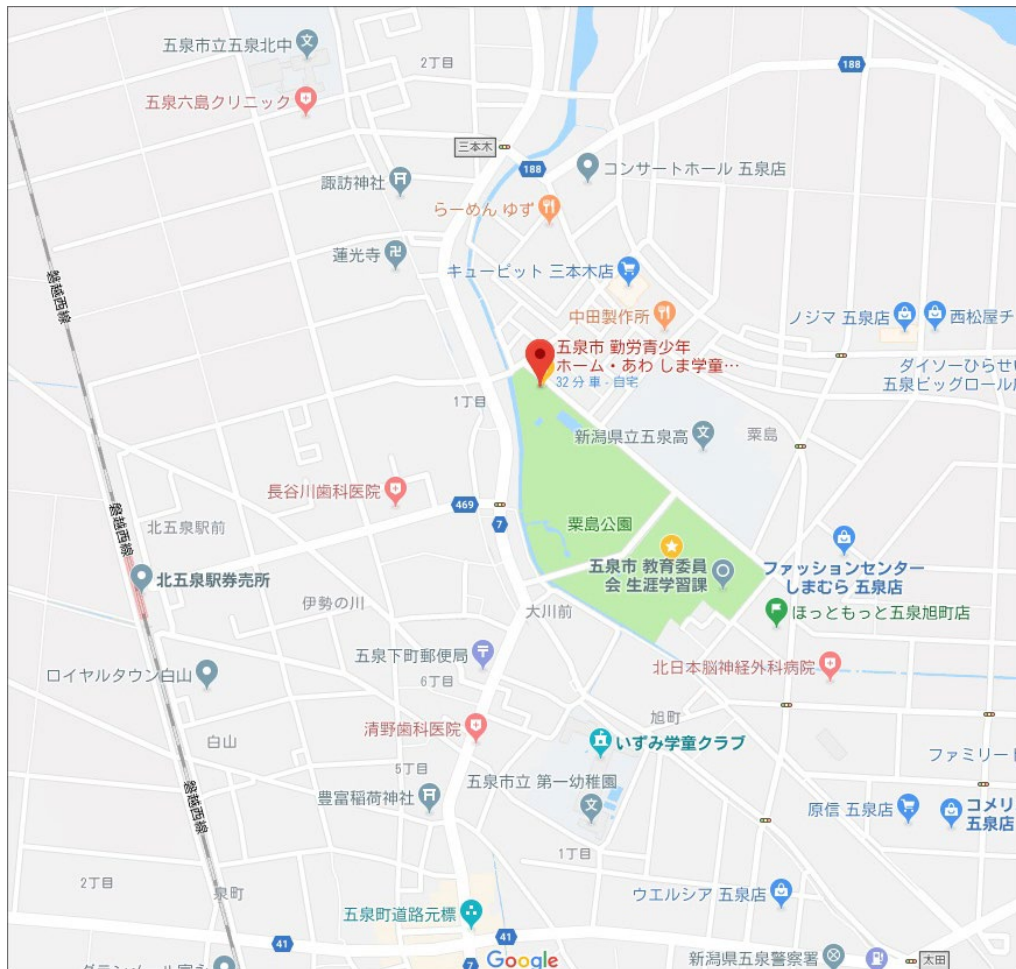 五泉市立五泉北中
2丁目
188
五泉六島クリニック
三本木
188
コンサートホール 五泉店
諏訪神社
らーめん ゆず
蓮光寺
キューピット 三本木店
磐越西線
中田製作所
ノジマ 五泉店
西松屋チ
五泉市 勤労青少年
ホーム・あわ しま学童…
32 分 車 - 自宅
ダイソーひらせい
五泉ビッグロール店
1丁目
新潟県立五泉高
粟島
長谷川歯科医院
469
7
北五泉駅前
磐越西線
粟島公園
ファッションセンター
しまむら 五泉店
五泉市 教育委員
会 生涯学習課
北五泉駅券売所
伊勢の川
大川前
ほっともっと五泉旭町店
五泉下町郵便局
北日本脳神経外科病院
ロイヤルタウン白山
6丁目
旭町
清野歯科医院
白山
いずみ学童クラブ
ファミリー
5丁目
五泉市立 第一幼稚園
磐越西線
豊富稲荷神社
原信 五泉店
コメリ
五泉店
1丁目
2丁目
泉町
ウエルシア 五泉店
五泉町道路元標
41
41
7
Google
新潟県五泉警察署
太田